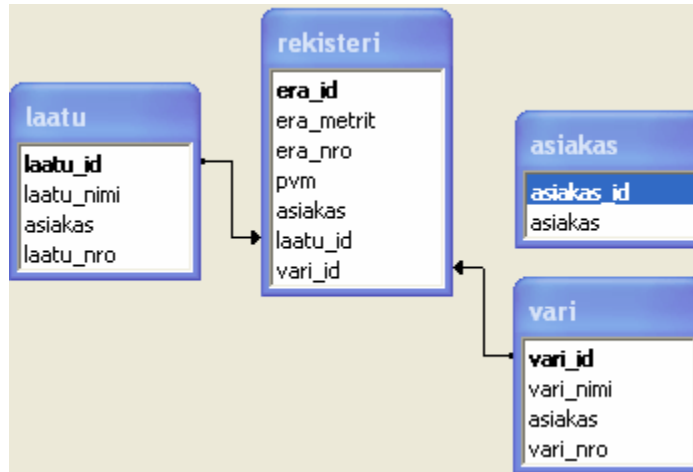 laatu
laatu_id
laatu_nimi
asiakas
laatu_nro
rekisteri
era_id
era_metrit
era_nro
pvm
asiakas
laatu_id
vari_id
asiakas
asiakas_id
asiakas
vari
vari_id
vari_nimi
asiakas
vari_nro